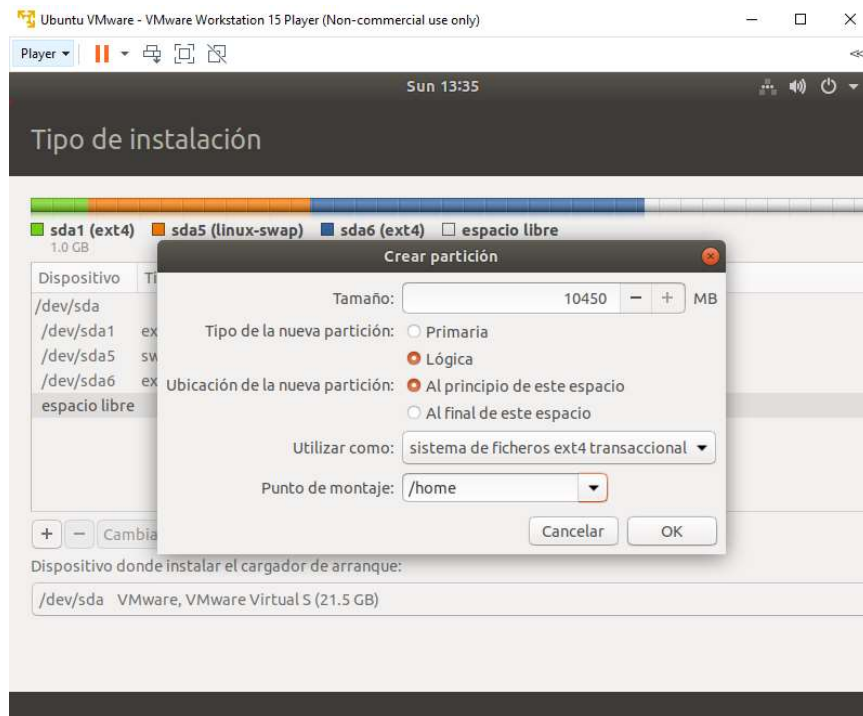 Ubuntu VMware - VMware Workstation 15 Player (Non-commercial use only)
Player
Sun 13:35
Tipo de instalación
sda1 (ext4) sda5 (linux-swap) sda6 (ext4) espacio libre
1.0 GB
Crear partición
Dispositivo Ti
Tamaño: 10450 − + MB
/dev/sda
/dev/sda1 ex
Tipo de la nueva partición: Primaria
Lógica
/dev/sda5 sw
/dev/sda6 ex
Ubicación de la nueva partición: Al principio de este espacio
espacio libre
Al final de este espacio
Utilizar como: sistema de ficheros ext4 transaccional
Punto de montaje: /home
Cancelar OK
+ − Cambia
Dispositivo donde instalar el cargador de arranque:
/dev/sda VMware, VMware Virtual S (21.5 GB)